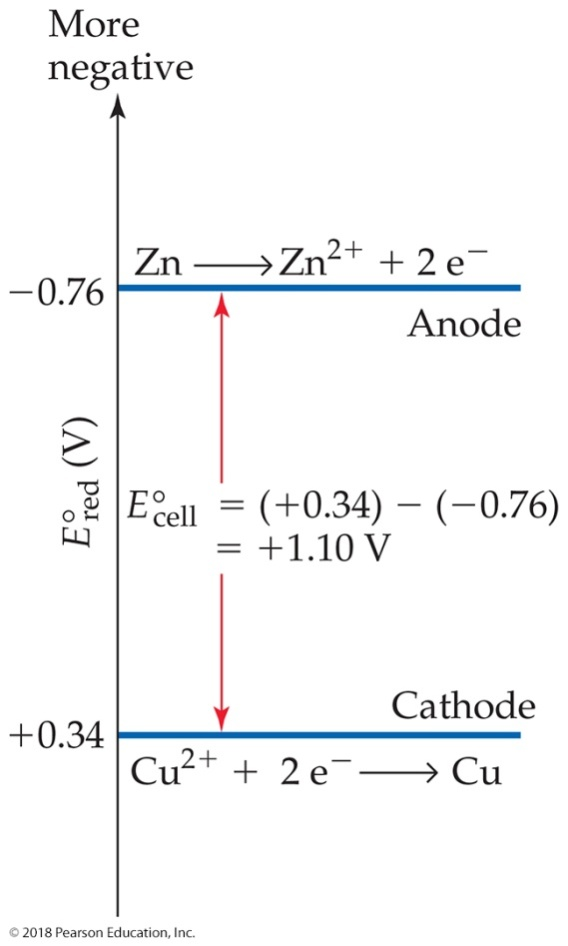 More
negative
Zn ⟶ Zn²⁺ + 2 e⁻
−0.76
Anode
E°red (V)
E°cell = (+0.34) − (−0.76)
= +1.10 V
Cathode
+0.34
Cu²⁺ + 2 e⁻ ⟶ Cu
© 2018 Pearson Education, Inc.